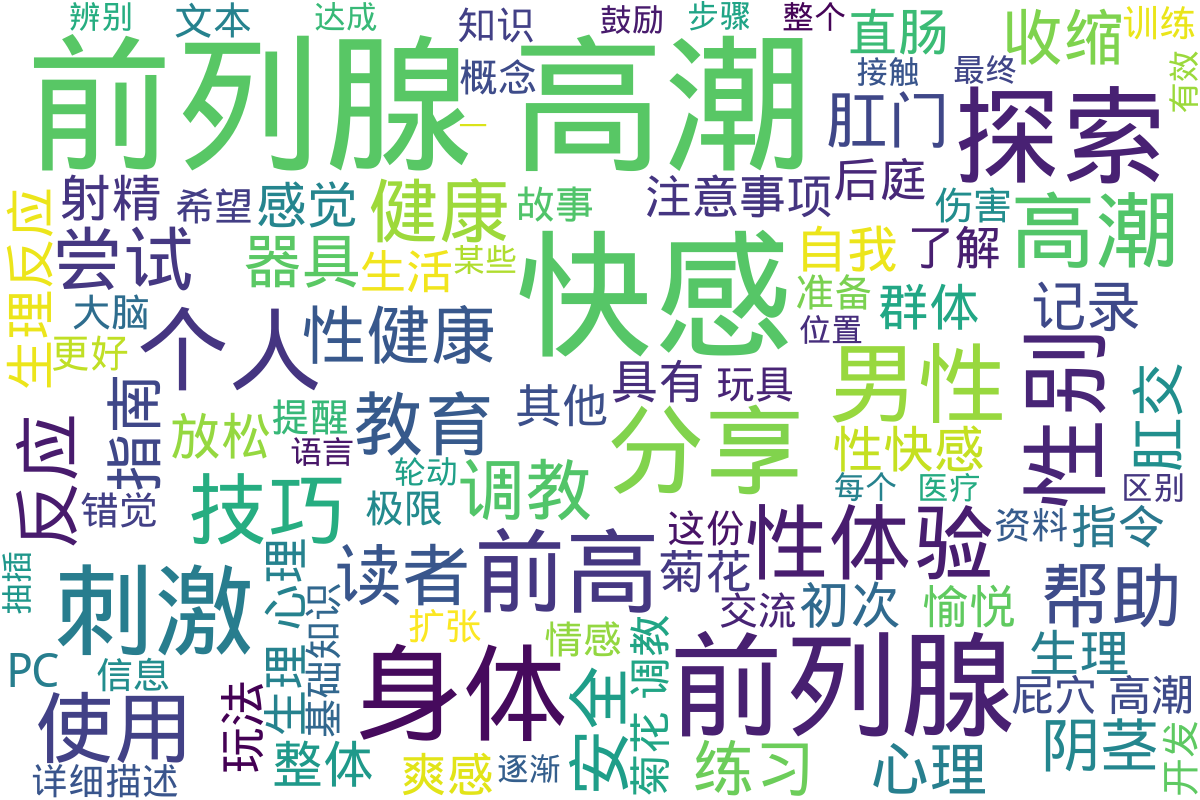 辨别 文本 达成 知识 鼓励 步骤 整个 直肠 收缩 训练
前列腺高潮 概念 接触 最终 有效
一 肛门 探索
射精 希望 感觉 健康 故事 注意事项 后庭 伤害 高潮
生理反应 尝试 器具 生活 某些 快感 自我 了解
大脑 准备 群体 记录
更好 个人 性健康 位置 性别
指南 具有 玩具 男性 肛交
反应 放松 提醒 教育 其他 分享 性快感
语言
错觉 技巧 轮动 极限 调教 每个 医疗 区别
抽插 刺激 心理 读者 前高 这份 菊花 性体验 资料 指令
基础知识 扩张 情感 交流 初次 愉悦 帮助
PC 信息 生理 身体 安全 菊花调教 前列腺 生理
使用 玩法 屁穴 高潮
整体 练习 心理 阴茎 开发
详细描述 爽感 逐渐